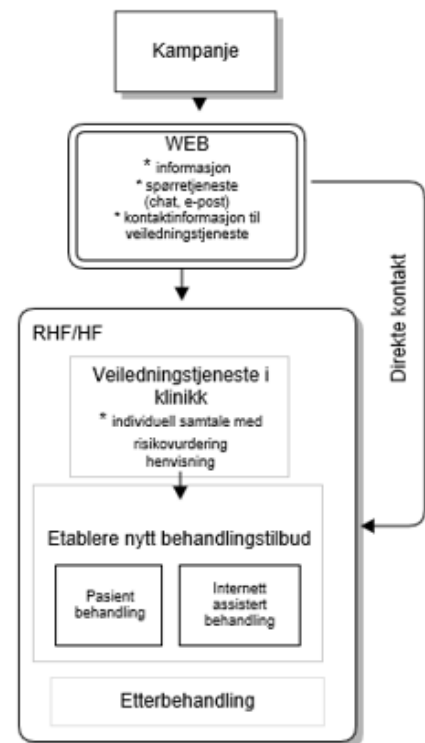 Kampanje
WEB
* informasjon
* spørretjeneste
(chat, e-post)
* kontaktinformasjon til
veiledningstjeneste
Direkte kontakt
RHF/HF
Veiledningstjeneste i
klinikk
* individuell samtale med
risikovurdering
henvisning
Etablere nytt behandlingstilbud
Pasient
behandling
Internett
assistert
behandling
Etterbehandling